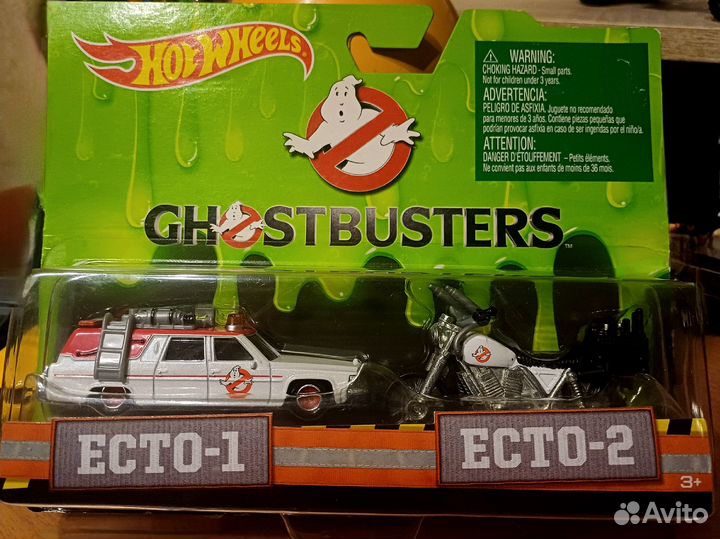 HOT WHEELS
WARNING:
CHOKING HAZARD - Small parts.
Not for children under 3 years.
ADVERTENCIA:
PELIGRO DE ASFIXIA. Juguete no recomendado
para menores de 3 años. Contiene piezas pequeñas que
podrían provocar asfixia en caso de ser ingeridas por el niño/a.
ATTENTION:
DANGER D'ÉTOUFFEMENT – Petits éléments.
Ne convient pas aux enfants de moins de 36 mois.
GHOSTBUSTERS™
ECTO-1
ECTO-2
3+
Avito